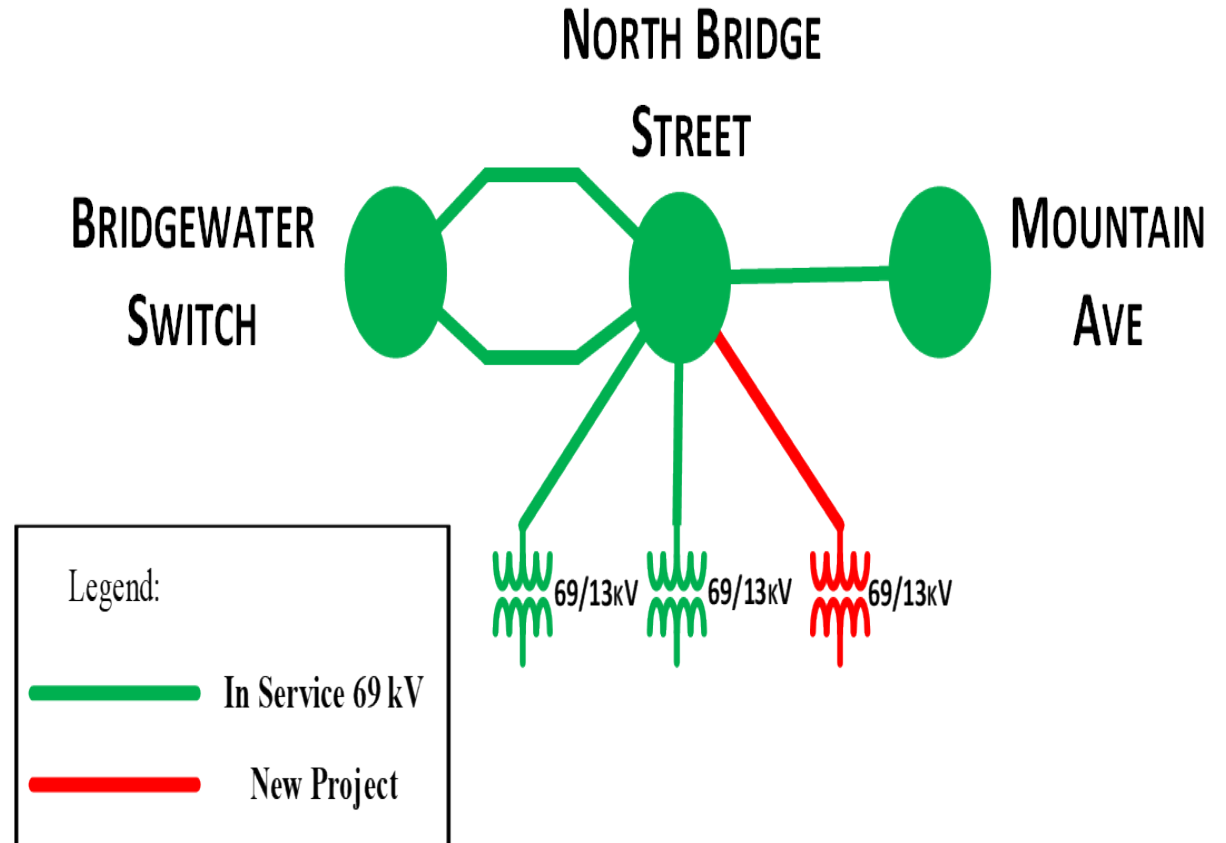 NORTH BRIDGE
STREET
BRIDGEWATER
SWITCH
MOUNTAIN
AVE
69/13KV
69/13KV
69/13KV
Legend:
In Service 69 kV
New Project